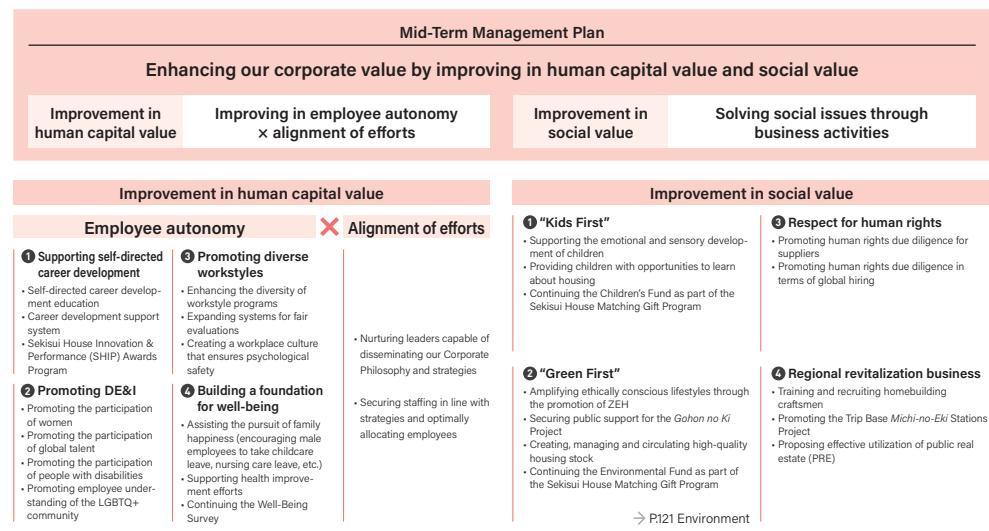 Mid-Term Management Plan
Enhancing our corporate value by improving in human capital value and social value
Improvement in
human capital value
Improving in employee autonomy
× alignment of efforts
Improvement in
social value
Solving social issues through
business activities
Improvement in human capital value
Employee autonomy
×
Alignment of efforts
1 Supporting self-directed
career development
• Self-directed career develop-
ment education
• Career development support
system
• Sekisui House Innovation &
Performance (SHIP) Awards
Program
2 Promoting DE&I
• Promoting the participation
of women
• Promoting the participation
of global talent
• Promoting the participation
of people with disabilities
• Promoting employee under-
standing of the LGBTQ+
community
3 Promoting diverse
workstyles
• Enhancing the diversity of
workstyle programs
• Expanding systems for fair
evaluations
• Creating a workplace culture
that ensures psychological
safety
4 Building a foundation
for well-being
• Assisting the pursuit of family
happiness (encouraging male
employees to take childcare
leave, nursing care leave, etc.)
• Supporting health improve-
ment efforts
• Continuing the Well-Being
Survey
• Nurturing leaders capable of
disseminating our Corporate
Philosophy and strategies
• Securing staffing in line with
strategies and optimally
allocating employees
Improvement in social value
1 “Kids First”
• Supporting the emotional and sensory develop-
ment of children
• Providing children with opportunities to learn
about housing
• Continuing the Children’s Fund as part of the
Sekisui House Matching Gift Program
2 “Green First”
• Amplifying ethically conscious lifestyles through
the promotion of ZEH
• Securing public support for the Gohon no Ki
Project
• Creating, managing and circulating high-quality
housing stock
• Continuing the Environmental Fund as part of
the Sekisui House Matching Gift Program
→ P.121 Environment
3 Respect for human rights
• Promoting human rights due diligence for
suppliers
• Promoting human rights due diligence in
terms of global hiring
4 Regional revitalization business
• Training and recruiting homebuilding
craftsmen
• Promoting the Trip Base Michi-no-Eki Stations
Project
• Proposing effective utilization of public real
estate (PRE)